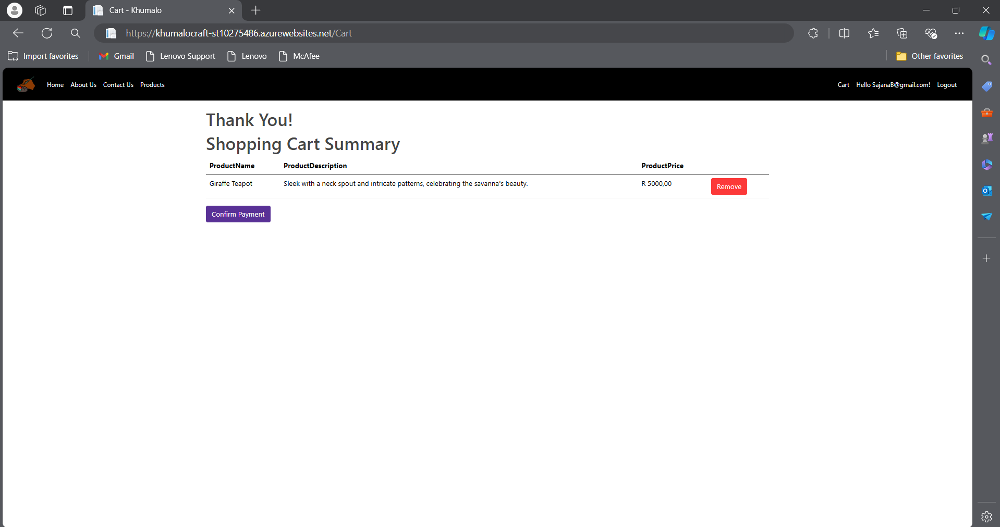 Cart - Khumalo
https://khumalocraft-st10275486.azurewebsites.net/Cart
Import favorites Gmail Lenovo Support Lenovo McAfee Other favorites
Home About Us Contact Us Products Cart Hello SajanaB@gmail.com! Logout
Thank You!
Shopping Cart Summary
ProductName ProductDescription ProductPrice
Giraffe Teapot Sleek with a neck spout and intricate patterns, celebrating the savanna's beauty. R 5000,00 Remove
Confirm Payment